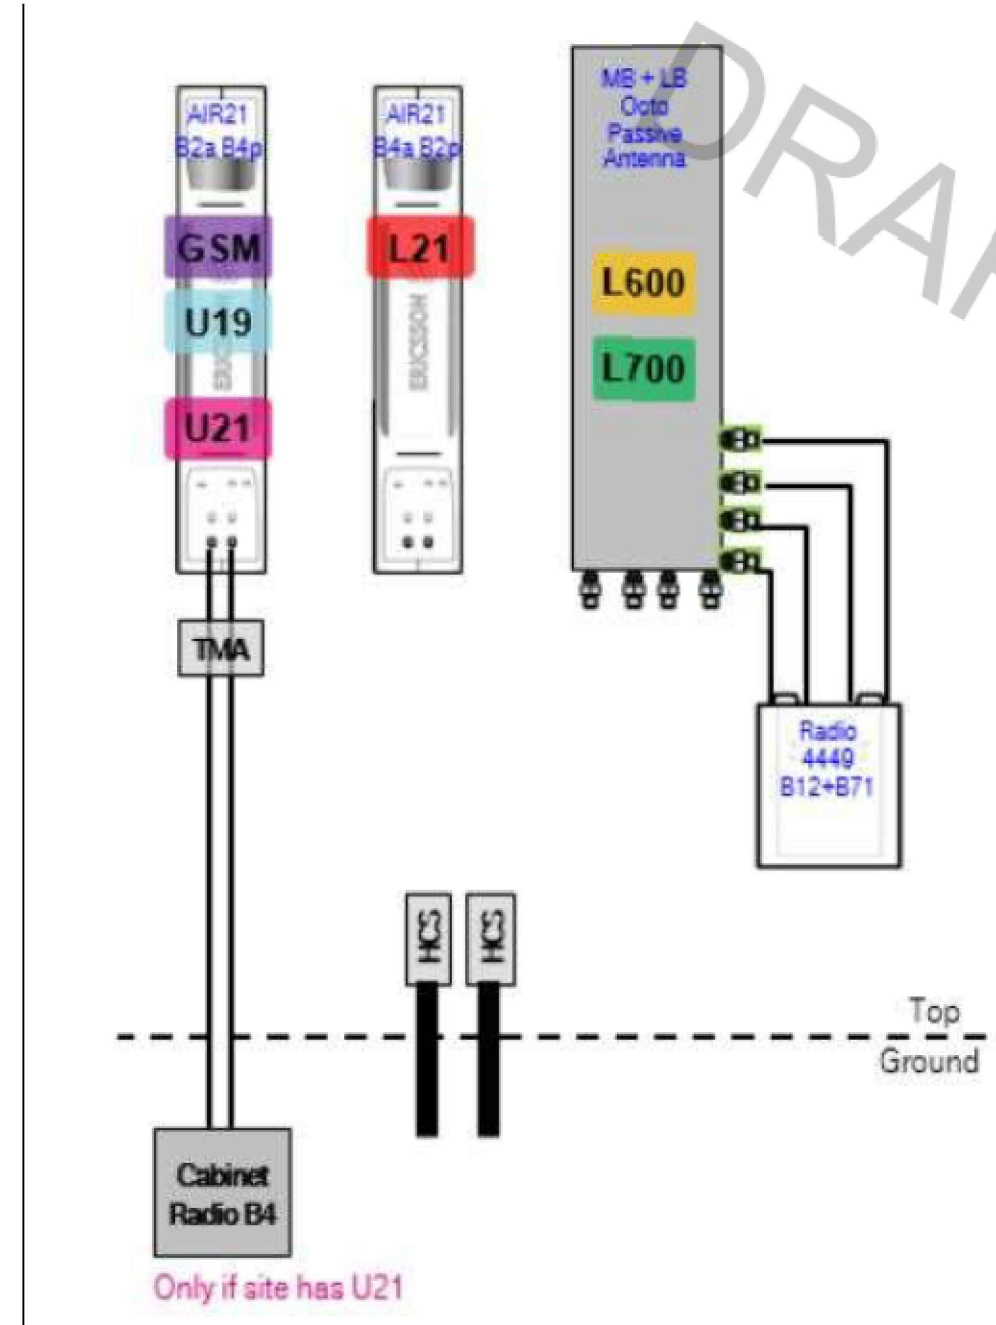 AIR21
B2a B4p
GSM
U19
ERICSSON
U21
TMA
AIR21
B4a B2p
L21
ERICSSON
MB + LB
Octo
Passive
Antenna
L600
L700
Radio
4449
B12+B71
HCS
HCS
Top
Ground
Cabinet
Radio B4
Only if site has U21